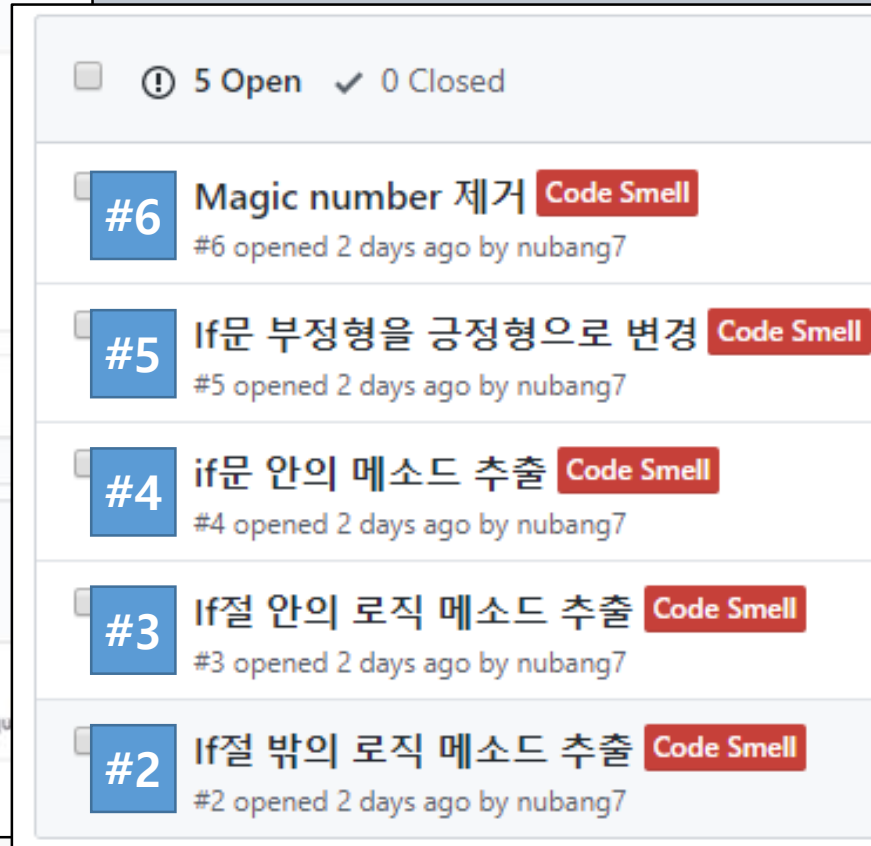 5 Open 0 Closed
#6 Magic number 제거 Code Smell
#6 opened 2 days ago by nubang7
#5 If문 부정형을 긍정형으로 변경 Code Smell
#5 opened 2 days ago by nubang7
#4 if문 안의 메소드 추출 Code Smell
#4 opened 2 days ago by nubang7
#3 If절 안의 로직 메소드 추출 Code Smell
#3 opened 2 days ago by nubang7
#2 If절 밖의 로직 메소드 추출 Code Smell
#2 opened 2 days ago by nubang7